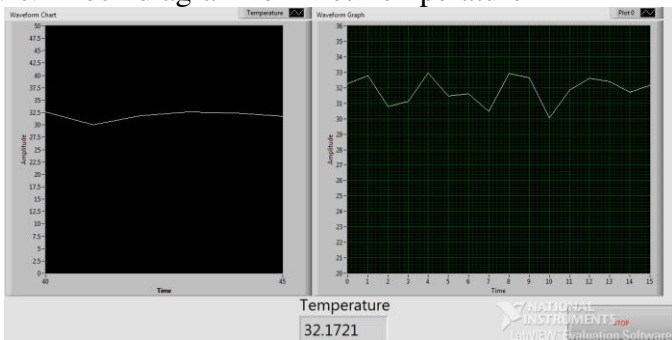 Waveform Chart
Temperature
50
47.5
45
42.5
40
37.5
35
32.5
30
27.5
25
22.5
20
17.5
15
12.5
10
7.5
5
2.5
0
Amplitude
40
45
Time
Waveform Graph
Plot 0
36
35
34
33
32
31
30
29
28
27
26
25
24
23
22
21
20
Amplitude
0 1 2 3 4 5 6 7 8 9 10 11 12 13 14 15
Time
Temperature
32.1721
NATIONAL
INSTRUMENTS
STOP
LabVIEW Evaluation Software